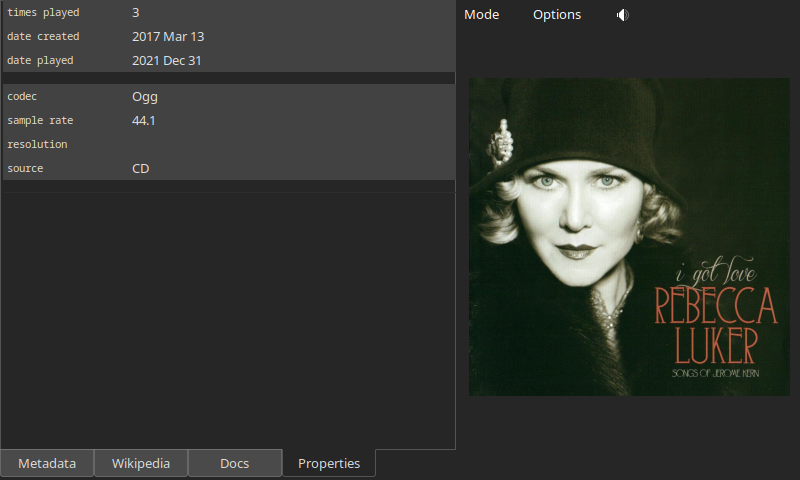 times played 3
date created 2017 Mar 13
date played 2021 Dec 31
codec Ogg
sample rate 44.1
resolution
source CD
Metadata Wikipedia Docs Properties
Mode Options
i got love
REBECCA
LUKER
SONGS OF JEROME KERN